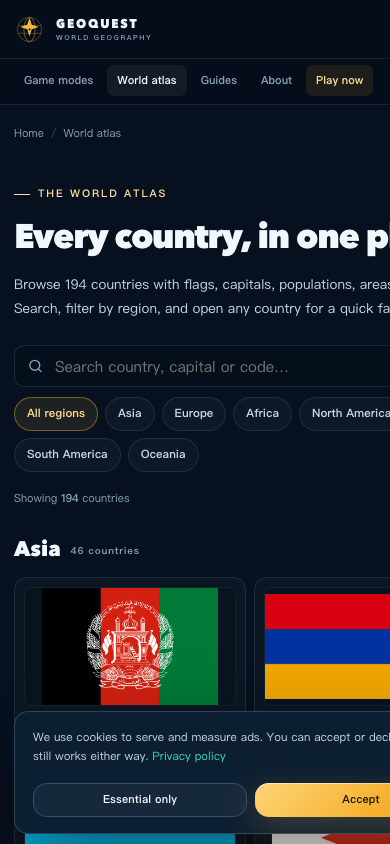 GEOQUEST
WORLD GEOGRAPHY
Game modes World atlas Guides About Play now
Home / World atlas
THE WORLD ATLAS
Every country, in one
Browse 194 countries with flags, capitals, populations, areas
Search, filter by region, and open any country for a quick
Search country, capital or code...
All regions Asia Europe Africa North America
South America Oceania
Showing 194 countries
Asia 46 countries
We use cookies to serve and measure ads. You can accept or
still works either way. Privacy policy
Essential only Accept